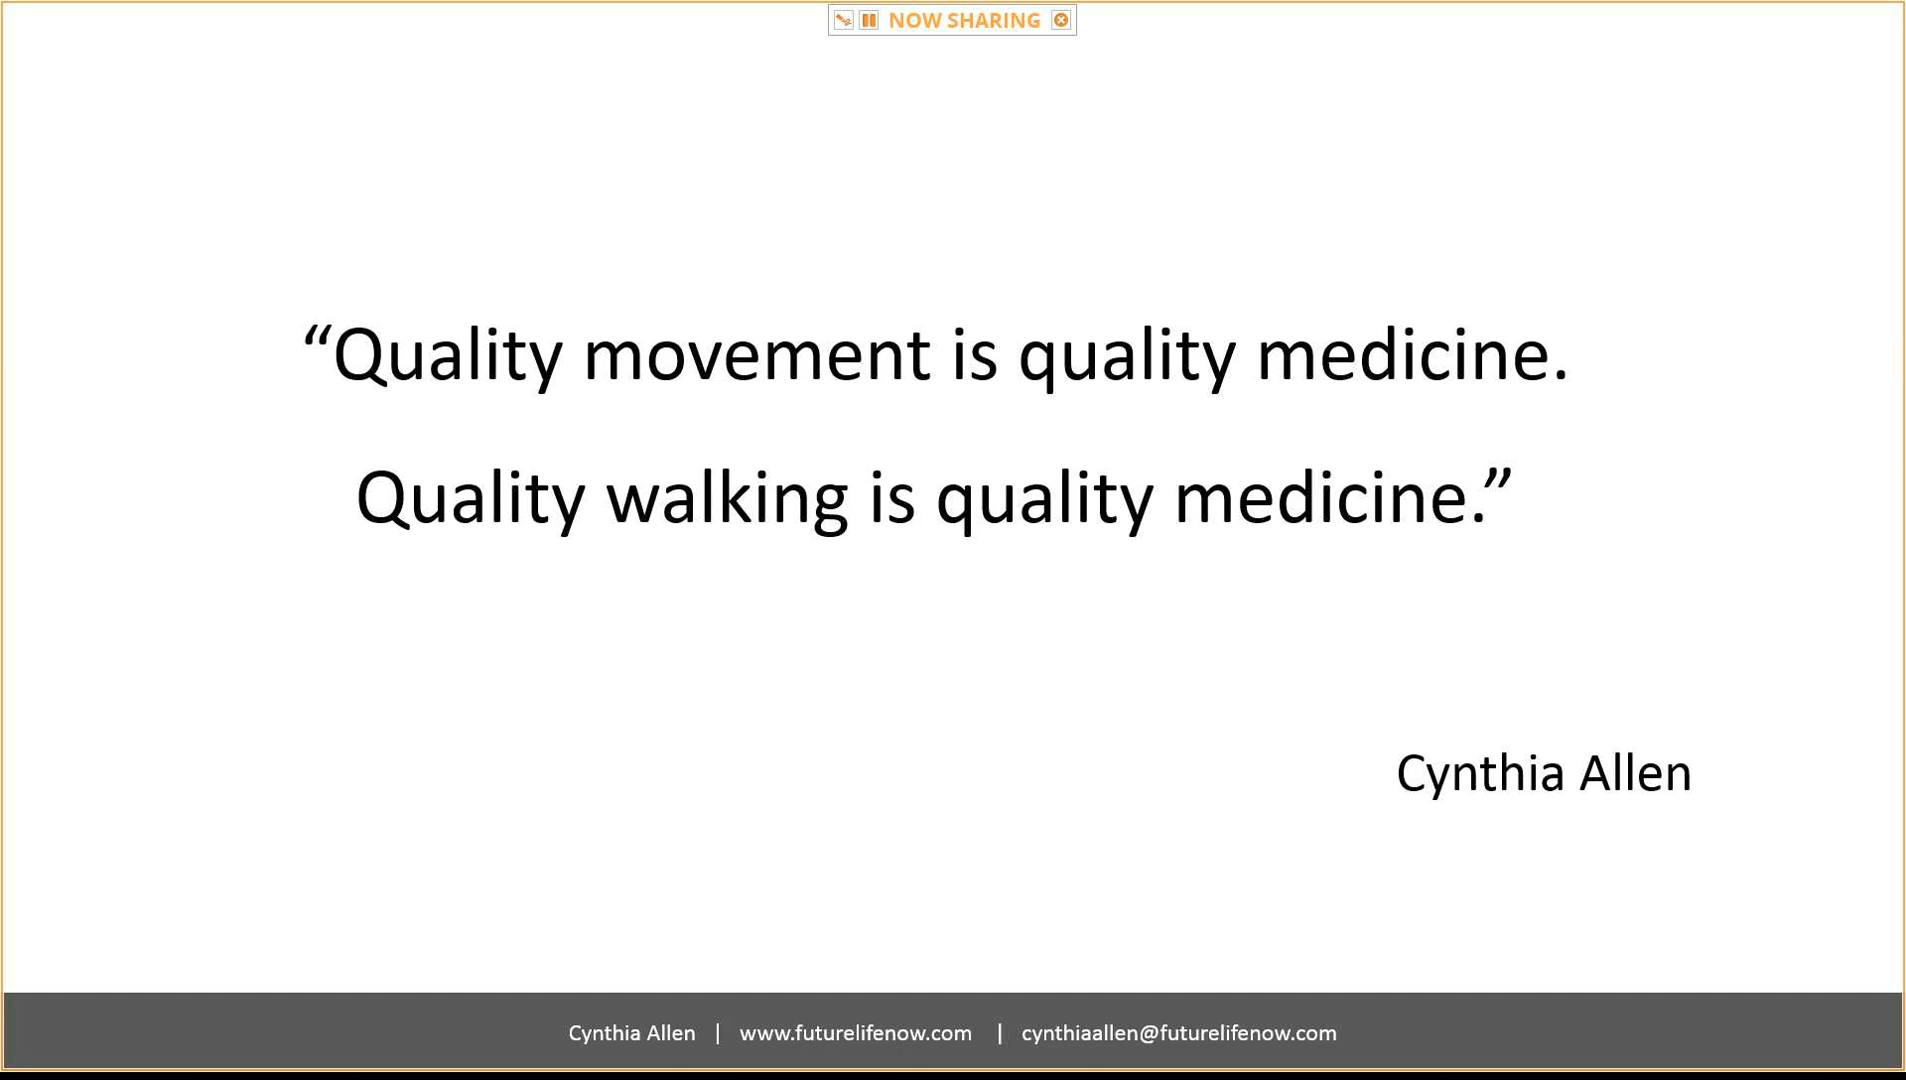 NOW SHARING
“Quality movement is quality medicine.
Quality walking is quality medicine.”
Cynthia Allen
Cynthia Allen | www.futurelifenow.com | cynthiaallen@futurelifenow.com